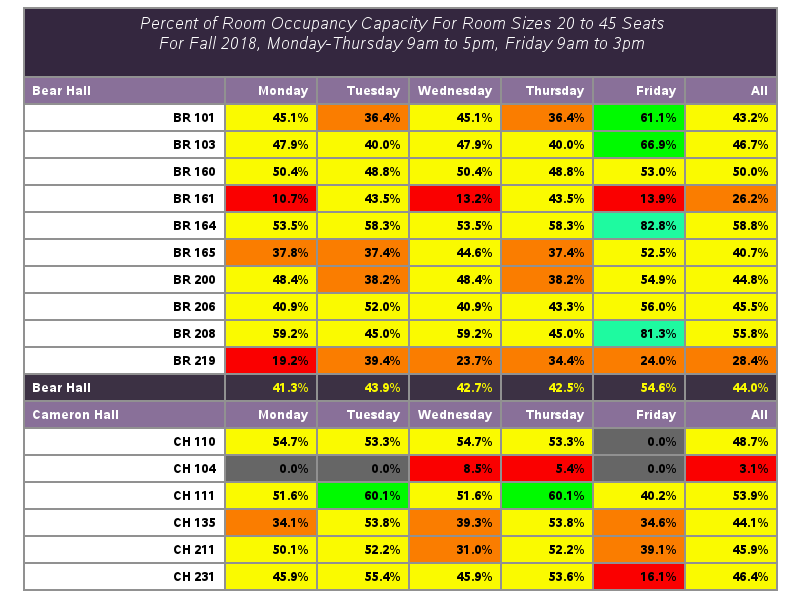 Percent of Room Occupancy Capacity For Room Sizes 20 to 45 Seats
For Fall 2018, Monday-Thursday 9am to 5pm, Friday 9am to 3pm
Bear Hall Monday Tuesday Wednesday Thursday Friday All
BR 101 45.1% 36.4% 45.1% 36.4% 61.1% 43.2%
BR 103 47.9% 40.0% 47.9% 40.0% 66.9% 46.7%
BR 160 50.4% 48.8% 50.4% 48.8% 53.0% 50.0%
BR 161 10.7% 43.5% 13.2% 43.5% 13.9% 26.2%
BR 164 53.5% 58.3% 53.5% 58.3% 82.8% 58.8%
BR 165 37.8% 37.4% 44.6% 37.4% 52.5% 40.7%
BR 200 48.4% 38.2% 48.4% 38.2% 54.9% 44.8%
BR 206 40.9% 52.0% 40.9% 43.3% 56.0% 45.5%
BR 208 59.2% 45.0% 59.2% 45.0% 81.3% 55.8%
BR 219 19.2% 39.4% 23.7% 34.4% 24.0% 28.4%
Bear Hall 41.3% 43.9% 42.7% 42.5% 54.6% 44.0%
Cameron Hall Monday Tuesday Wednesday Thursday Friday All
CH 110 54.7% 53.3% 54.7% 53.3% 0.0% 48.7%
CH 104 0.0% 0.0% 8.5% 5.4% 0.0% 3.1%
CH 111 51.6% 60.1% 51.6% 60.1% 40.2% 53.9%
CH 135 34.1% 53.8% 39.3% 53.8% 34.6% 44.1%
CH 211 50.1% 52.2% 31.0% 52.2% 39.1% 45.9%
CH 231 45.9% 55.4% 45.9% 53.6% 16.1% 46.4%